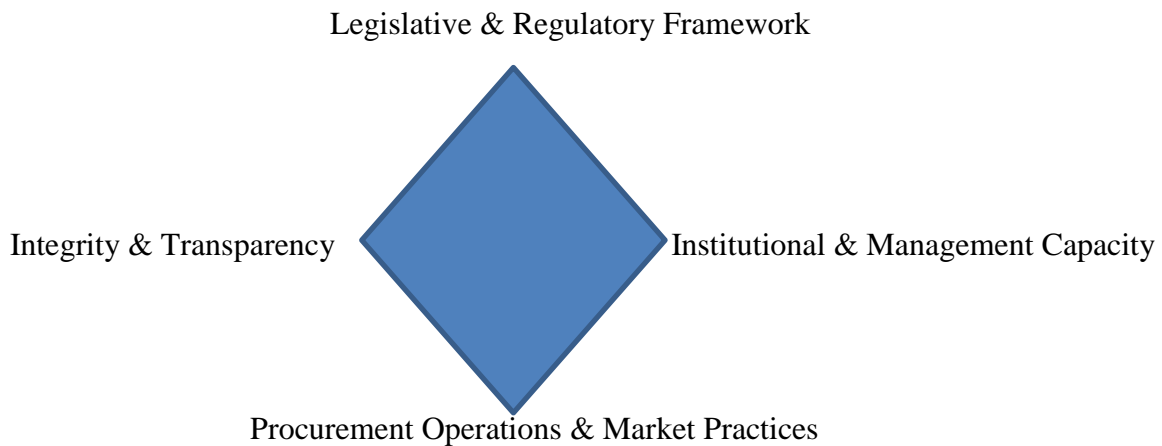 Legislative & Regulatory Framework
Integrity & Transparency
Institutional & Management Capacity
Procurement Operations & Market Practices